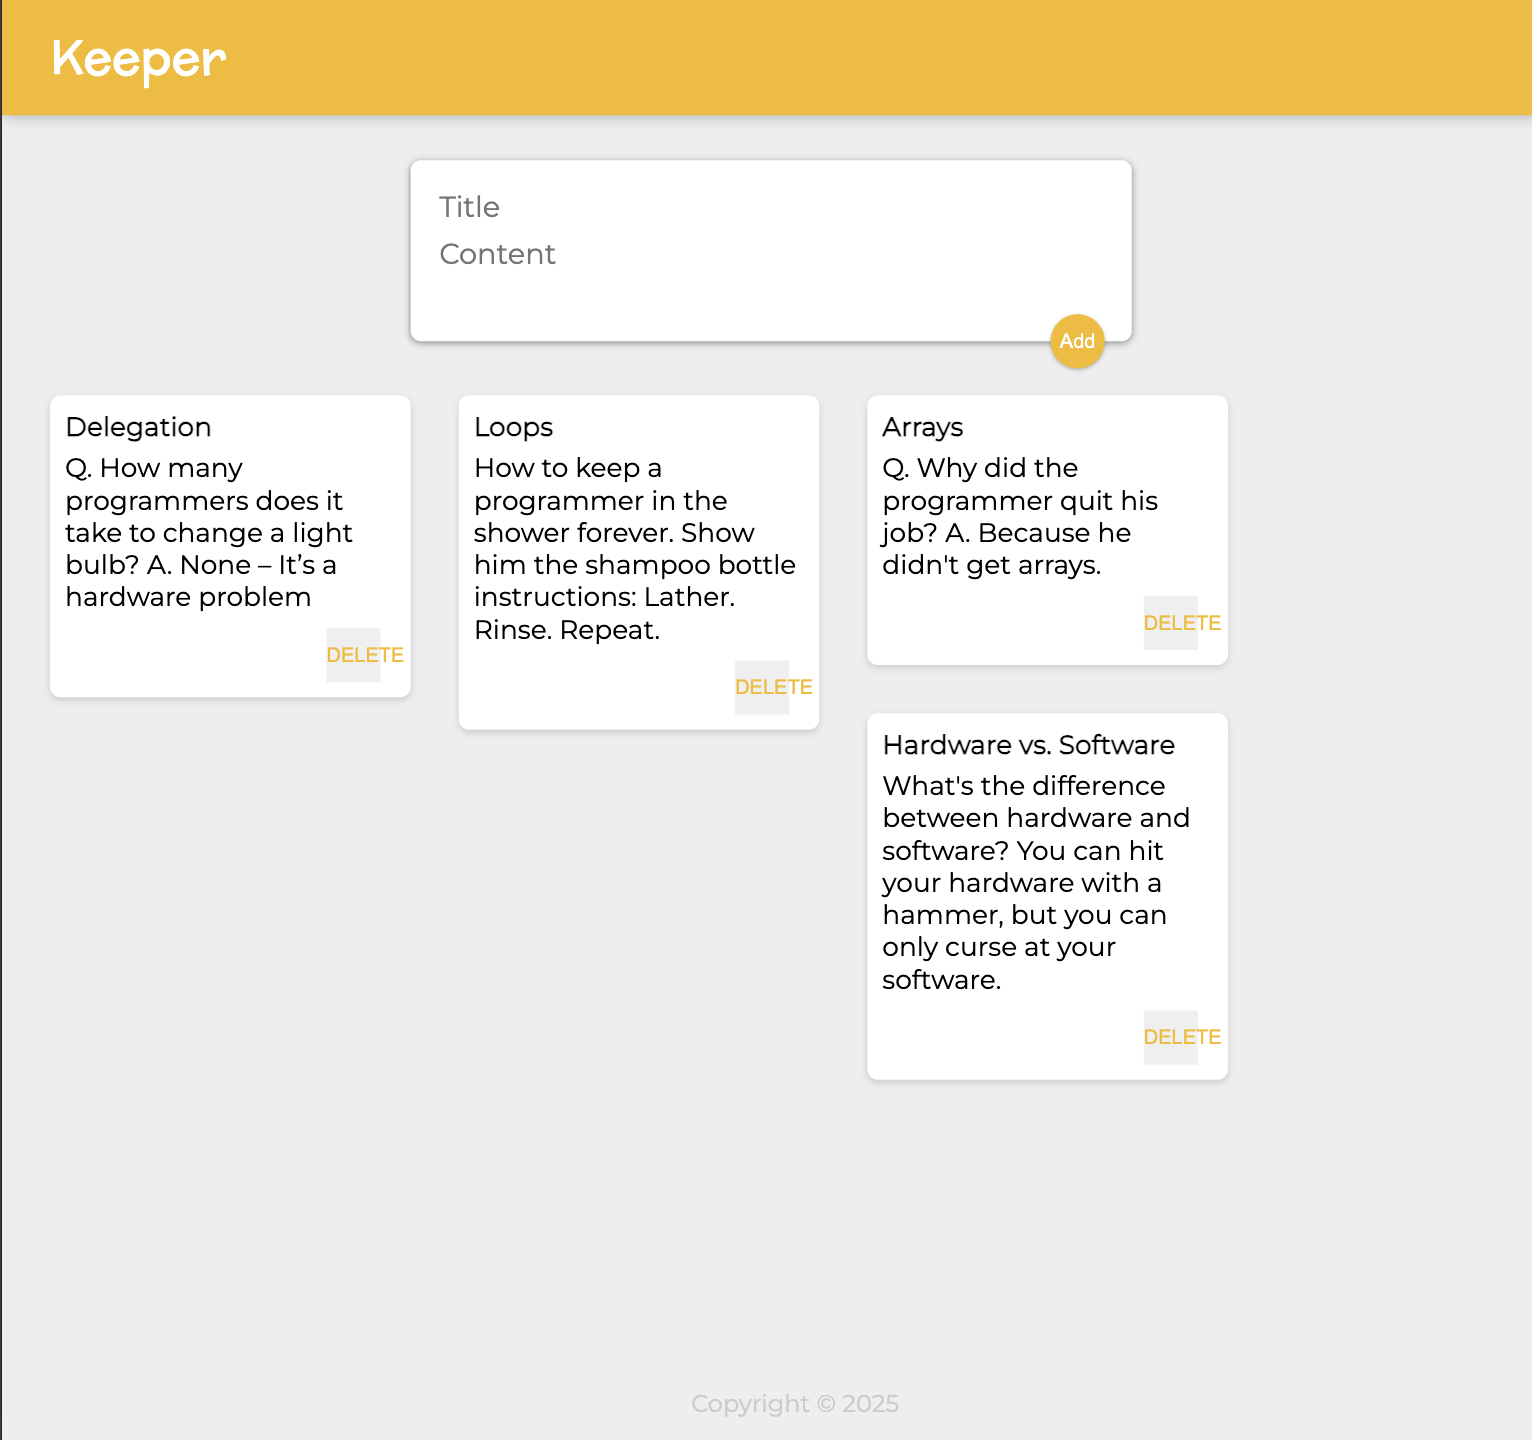 Keeper
Title
Content
Add
Delegation
Q. How many
programmers does it
take to change a light
bulb? A. None – It’s a
hardware problem
DELETE
Loops
How to keep a
programmer in the
shower forever. Show
him the shampoo bottle
instructions: Lather.
Rinse. Repeat.
DELETE
Arrays
Q. Why did the
programmer quit his
job? A. Because he
didn't get arrays.
DELETE
Hardware vs. Software
What's the difference
between hardware and
software? You can hit
your hardware with a
hammer, but you can
only curse at your
software.
DELETE
Copyright © 2025